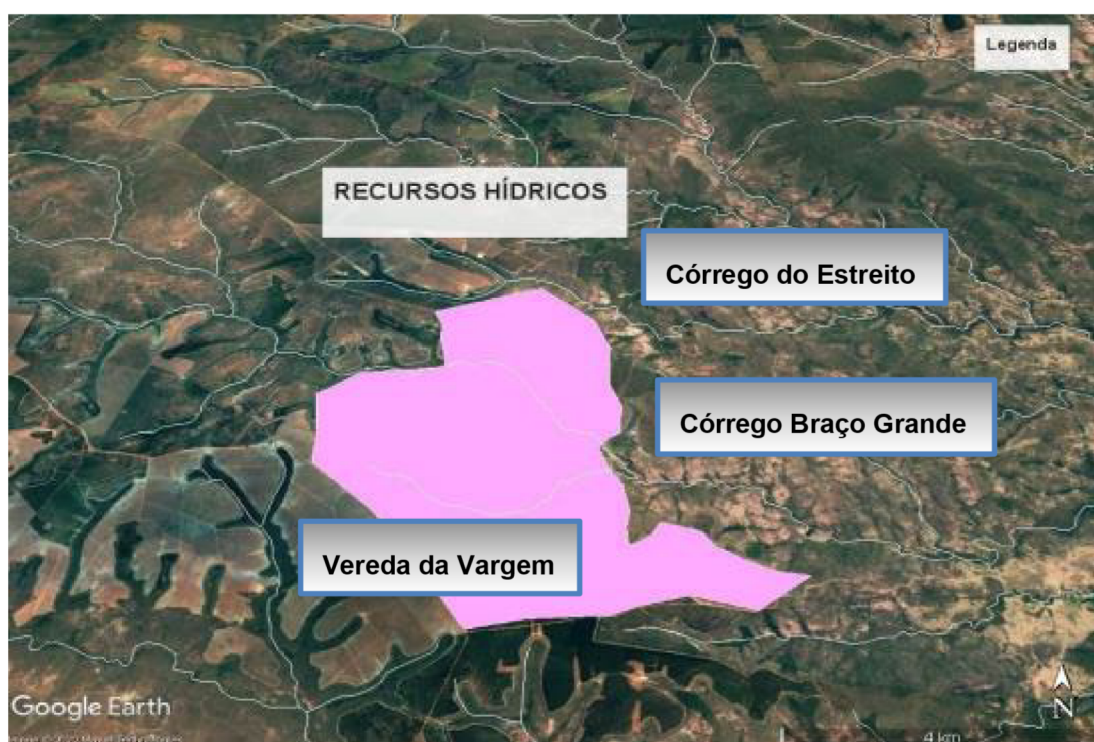 Legenda
RECURSOS HÍDRICOS
Córrego do Estreito
Córrego Braço Grande
Vereda da Vargem
Google Earth
N
4 km